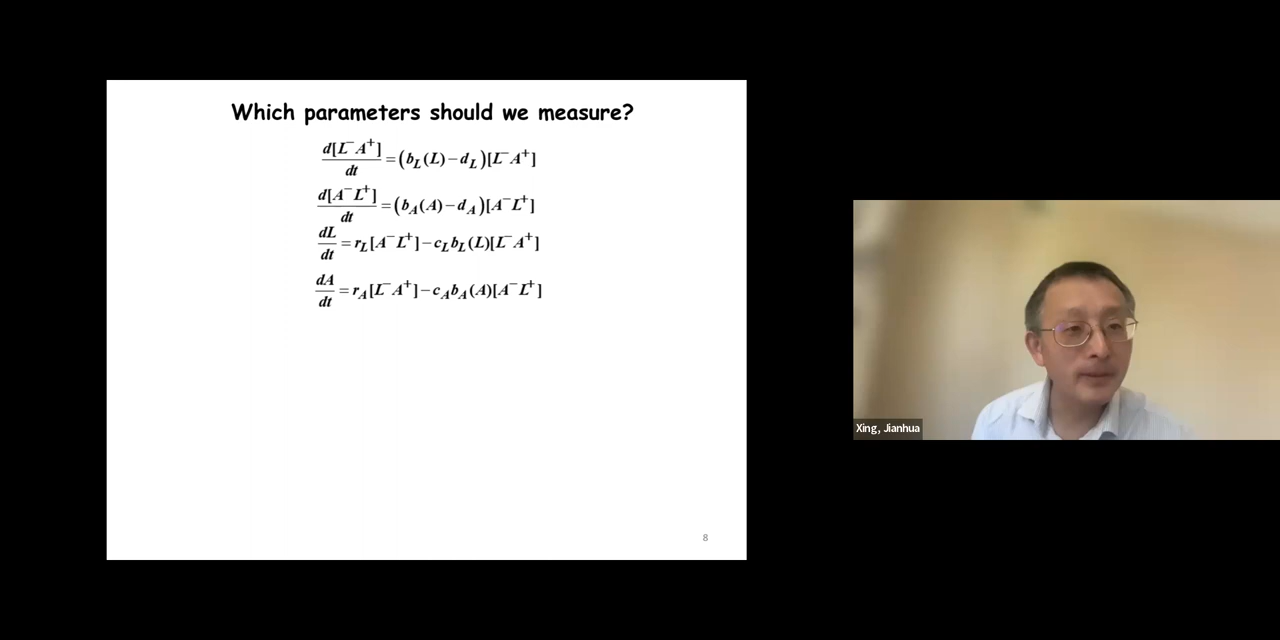 Which parameters should we measure?
d[L⁻A⁺]/dt = (b_L(L) − d_L)[L⁻A⁺]
d[A⁻L⁺]/dt = (b_A(A) − d_A)[A⁻L⁺]
dL/dt = r_L[A⁻L⁺] − c_L b_L(L)[L⁻A⁺]
dA/dt = r_A[L⁻A⁺] − c_A b_A(A)[A⁻L⁺]
8
Xing, Jianhua